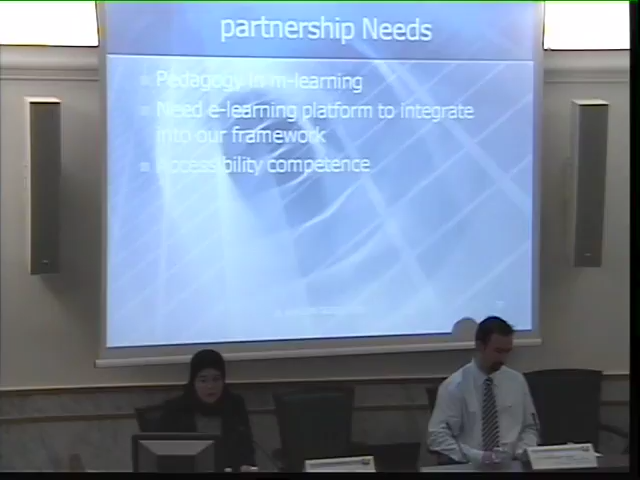 partnership Needs
Pedagogy in m-learning
Need e-learning platform to integrate
into our framework
Accessibility competence